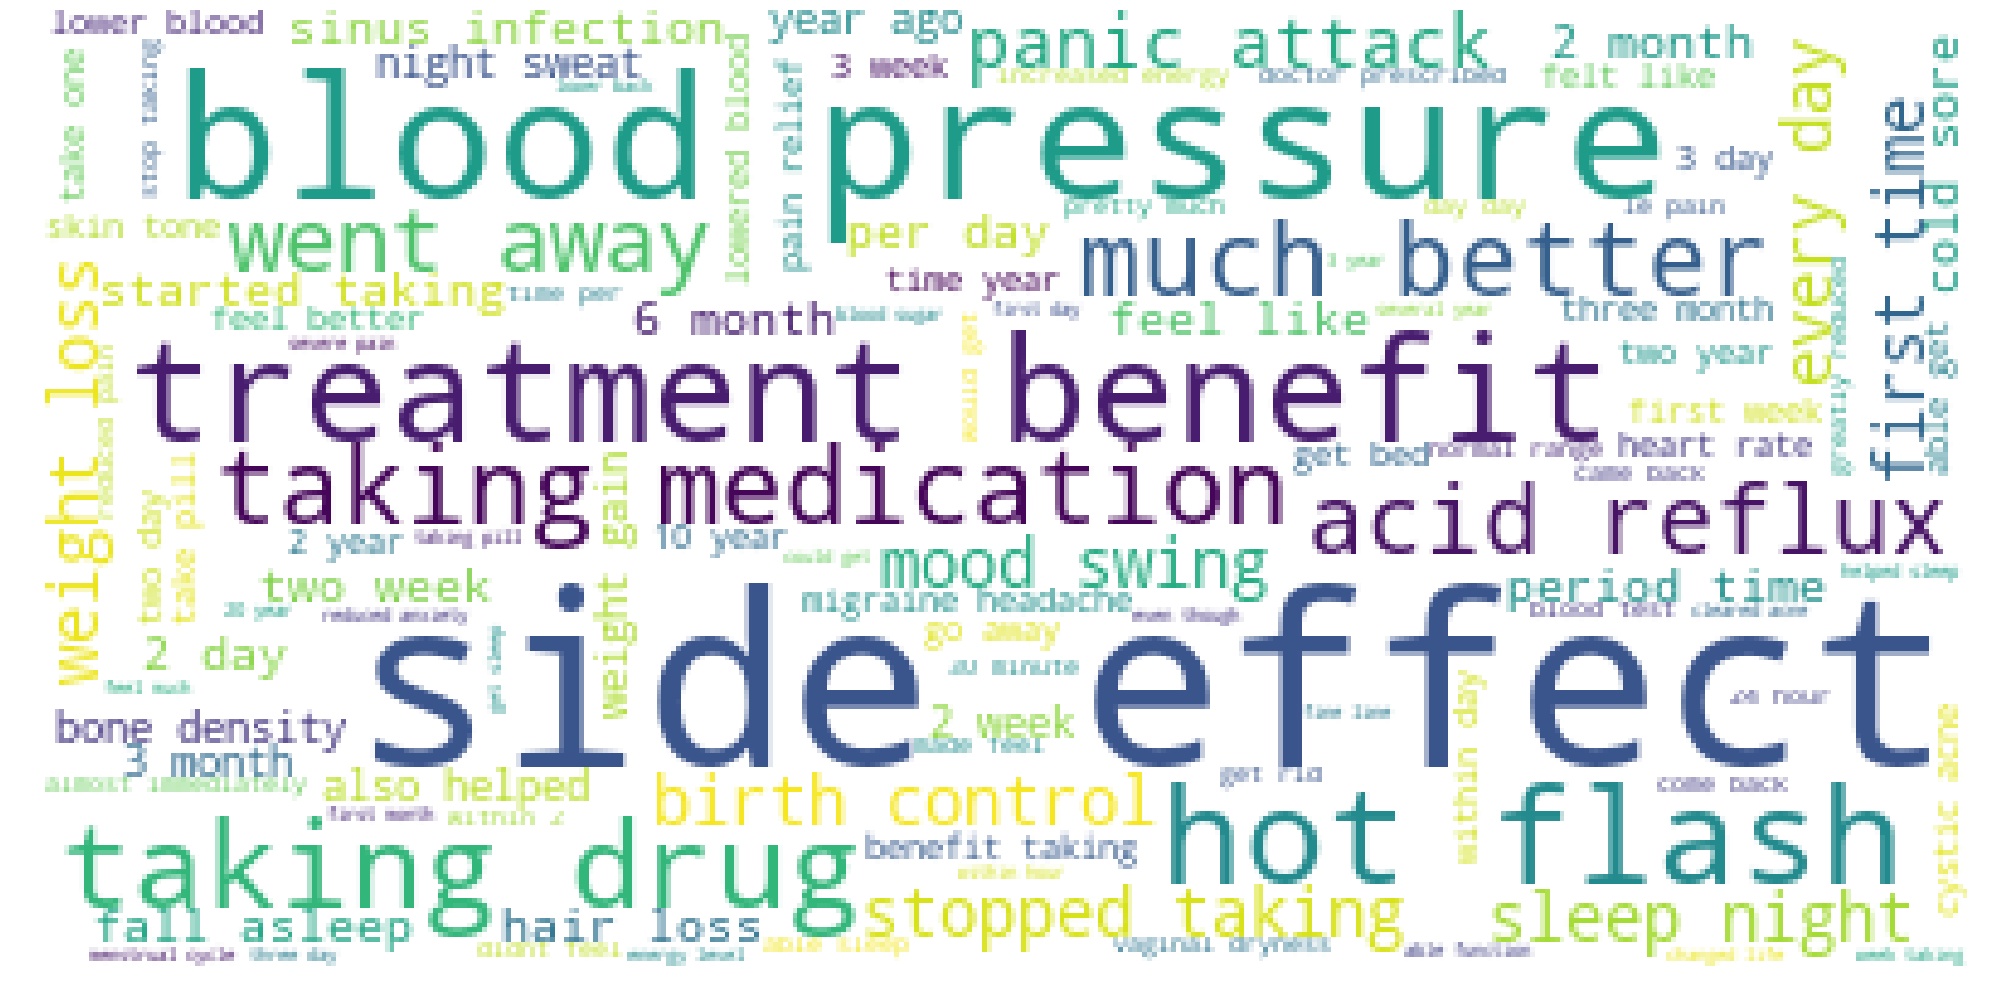 lower blood
sinus infection
year ago
panic attack
2 month
night sweat
3 week
increased energy
doctor prescribed
felt like
take one
stop taking
lower back
lowered blood
pain relief
every day
first time
cold sore
blood pressure
3 day
skin tone
went away
per day
pretty much
day day
10 pain
much better
time year
3 year
started taking
time per
feel better
6 month
blood sugar
first day
feel like
several year
three month
severe pain
treatment benefit
would get
two year
first week
greatly reduced
able get
weight loss
reduced pain
get bed
normal range
heart rate
came back
taking medication
acid reflux
two day
take pill
weight gain
2 year
taking pill
10 year
could get
mood swing
helped sleep
two week
migraine headache
period time
20 year
reduced anxiety
even though
blood test
cleared acne
2 day
get sleep
side effect
go away
20 minute
24 hour
feel much
bone density
2 week
within day
cystic acne
made feel
3 month
almost immediately
also helped
birth control
get rid
come back
hot flash
first month
within 2
taking drug
benefit taking
within hour
stopped taking
sleep night
fall asleep
hair loss
menstrual cycle
three day
didnt feel
energy level
able sleep
vaginal dryness
able function
changed life
week taking